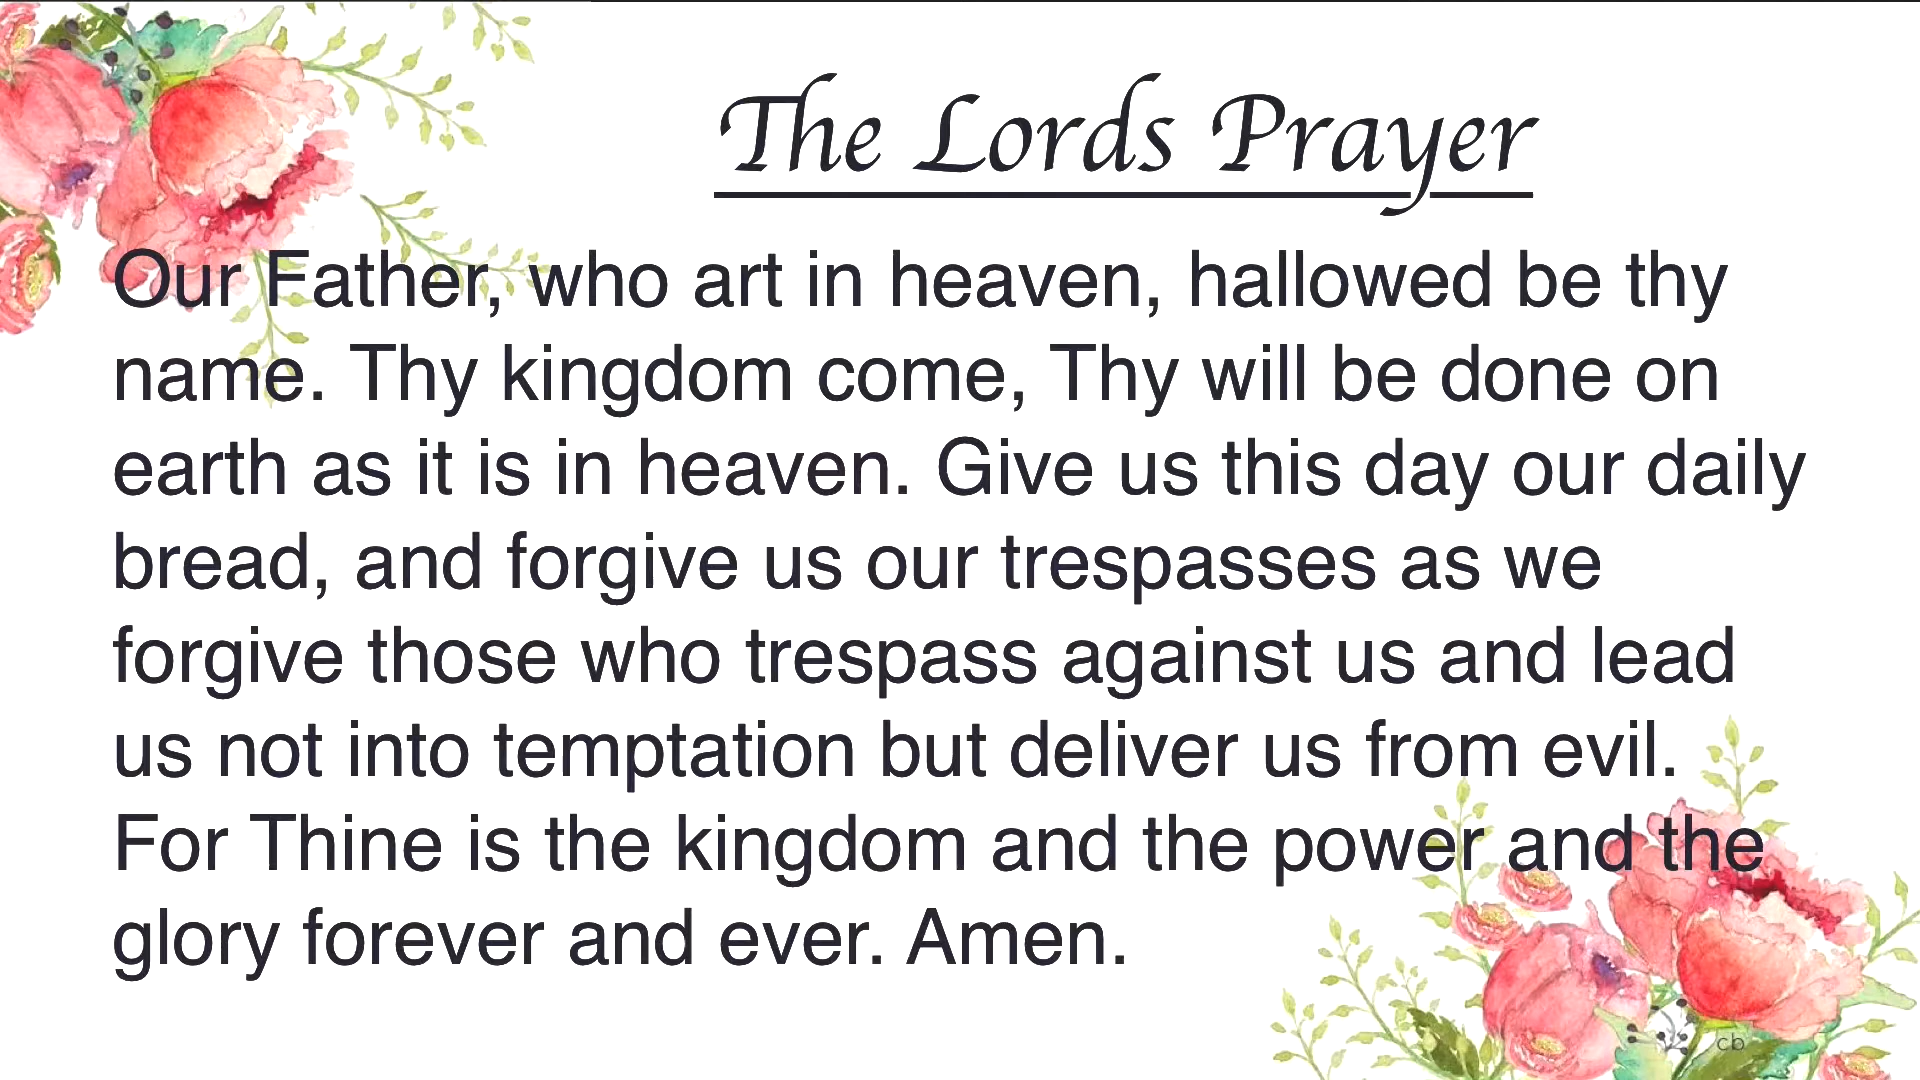 The Lords Prayer
Our Father, who art in heaven, hallowed be thy
name. Thy kingdom come, Thy will be done on
earth as it is in heaven. Give us this day our daily
bread, and forgive us our trespasses as we
forgive those who trespass against us and lead
us not into temptation but deliver us from evil.
For Thine is the kingdom and the power and the
glory forever and ever. Amen.
cb